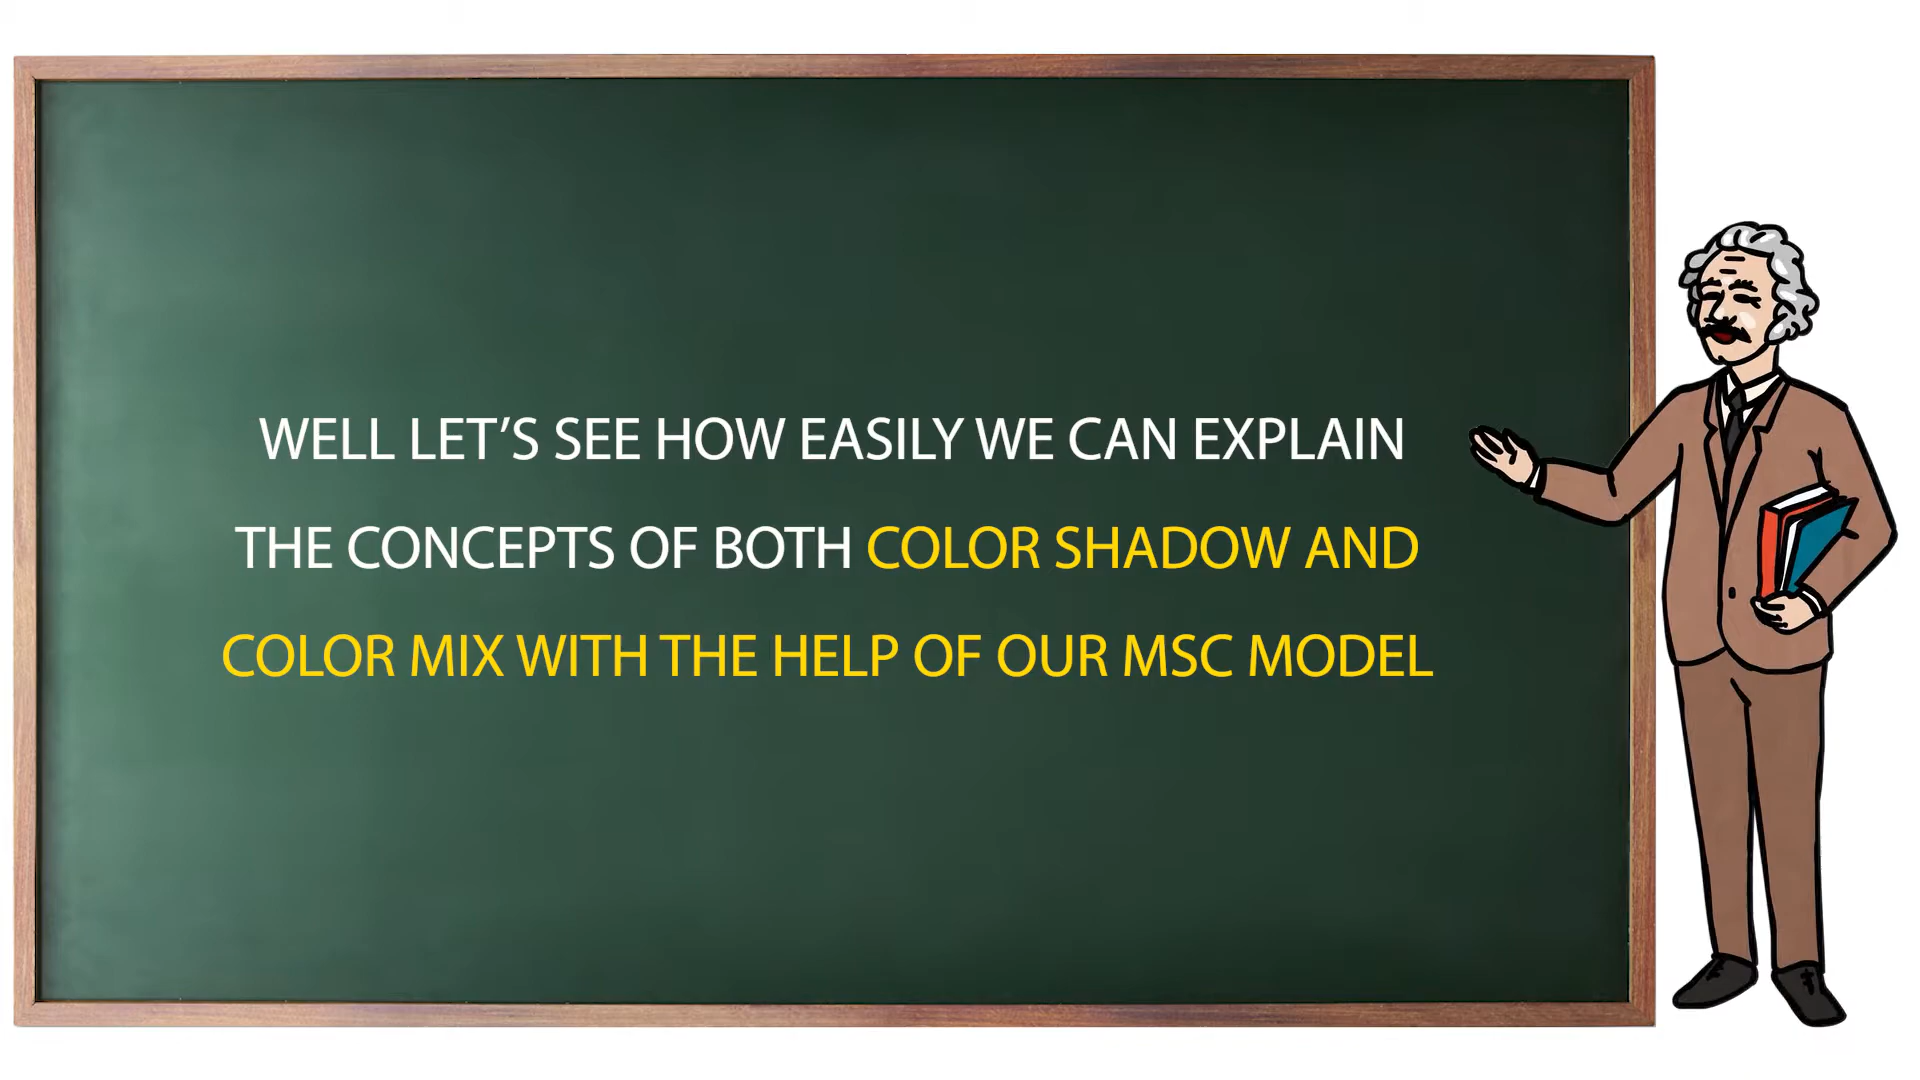 WELL LET’S SEE HOW EASILY WE CAN EXPLAIN
THE CONCEPTS OF BOTH COLOR SHADOW AND
COLOR MIX WITH THE HELP OF OUR MSC MODEL